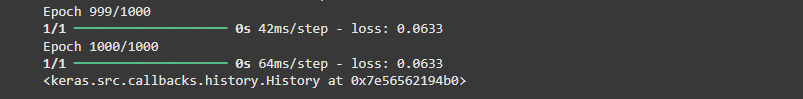 Epoch 999/1000
1/1 ━━━━━━━━━━━━━━━━━━━━ 0s 42ms/step - loss: 0.0633
Epoch 1000/1000
1/1 ━━━━━━━━━━━━━━━━━━━━ 0s 64ms/step - loss: 0.0633
<keras.src.callbacks.history.History at 0x7e56562194b0>